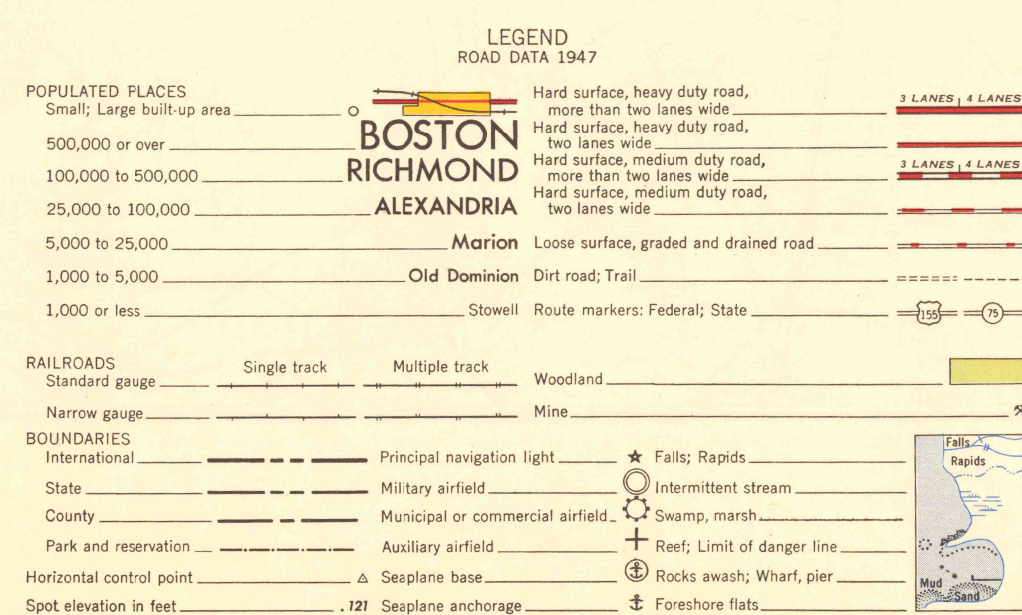 LEGEND
ROAD DATA 1947
POPULATED PLACES
Small; Large built-up area
500,000 or over BOSTON
100,000 to 500,000 RICHMOND
25,000 to 100,000 ALEXANDRIA
5,000 to 25,000 Marion
1,000 to 5,000 Old Dominion
1,000 or less Stowell
Hard surface, heavy duty road,
more than two lanes wide 3 LANES 4 LANES
Hard surface, heavy duty road,
two lanes wide
Hard surface, medium duty road,
more than two lanes wide 3 LANES 4 LANES
Hard surface, medium duty road,
two lanes wide
Loose surface, graded and drained road
Dirt road; Trail
Route markers: Federal; State 155 75
RAILROADS Single track Multiple track
Standard gauge
Narrow gauge
Woodland
Mine
BOUNDARIES
International
State
County
Park and reservation
Horizontal control point
Spot elevation in feet .121
Principal navigation light
Military airfield
Municipal or commercial airfield
Auxiliary airfield
Seaplane base
Seaplane anchorage
Falls; Rapids
Intermittent stream
Swamp, marsh
Reef; Limit of danger line
Rocks awash; Wharf, pier
Foreshore flats
Falls
Rapids
Mud
Sand